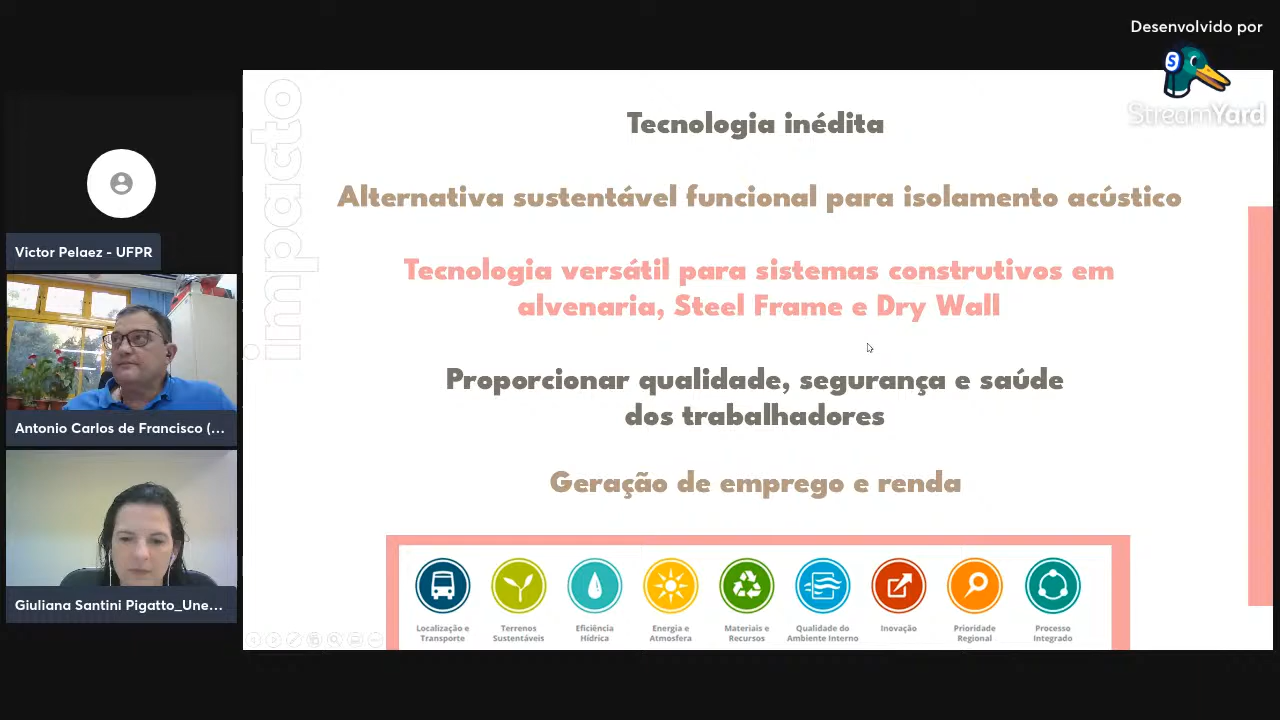 Desenvolvido por
StreamYard
Victor Pelaez - UFPR
Antonio Carlos de Francisco (...
Giuliana Santini Pigatto_Une...
impacto
Tecnologia inédita
Alternativa sustentável funcional para isolamento acústico
Tecnologia versátil para sistemas construtivos em
alvenaria, Steel Frame e Dry Wall
Proporcionar qualidade, segurança e saúde
dos trabalhadores
Geração de emprego e renda
Localização e
Transporte
Terrenos
Sustentáveis
Eficiência
Hídrica
Energia e
Atmosfera
Materiais e
Recursos
Qualidade do
Ambiente Interno
Inovação
Prioridade
Regional
Processo
Integrado